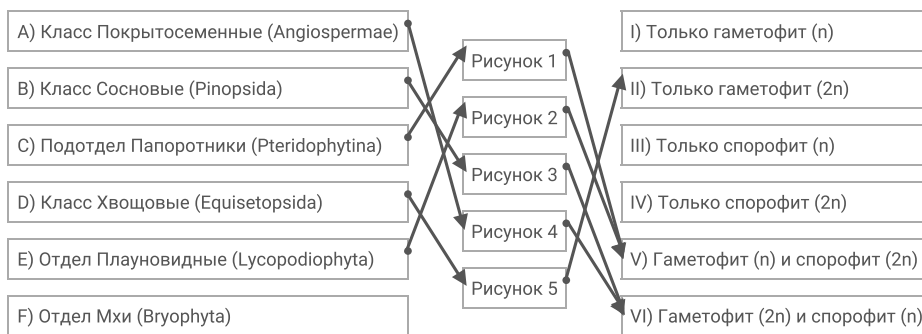 A) Класс Покрытосеменные (Angiospermae)
B) Класс Сосновые (Pinopsida)
C) Подотдел Папоротники (Pteridophytina)
D) Класс Хвощовые (Equisetopsida)
E) Отдел Плауновидные (Lycopodiophyta)
F) Отдел Мхи (Bryophyta)
Рисунок 1
Рисунок 2
Рисунок 3
Рисунок 4
Рисунок 5
I) Только гаметофит (n)
II) Только гаметофит (2n)
III) Только спорофит (n)
IV) Только спорофит (2n)
V) Гаметофит (n) и спорофит (2n)
VI) Гаметофит (2n) и спорофит (n)